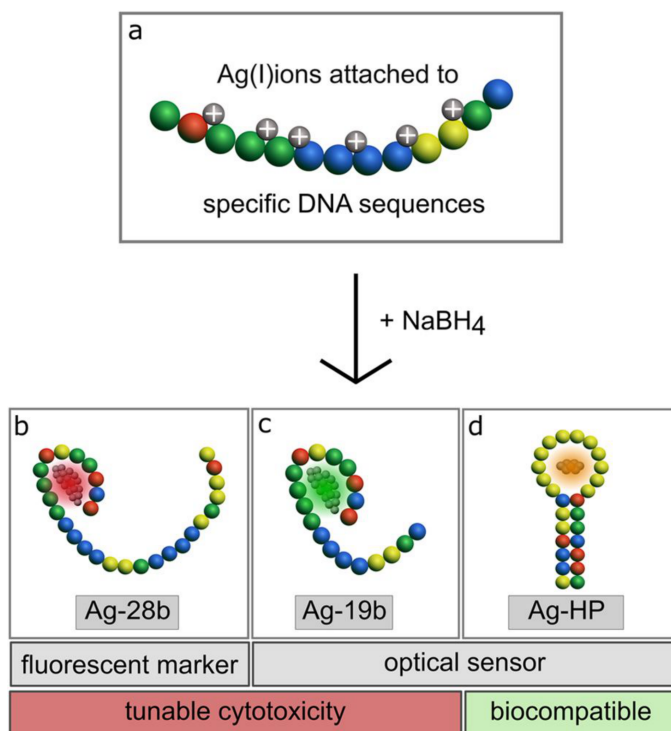 a
Ag(I)ions attached to
specific DNA sequences
+ NaBH4
b
c
d
Ag-28b
Ag-19b
Ag-HP
fluorescent marker
optical sensor
tunable cytotoxicity
biocompatible